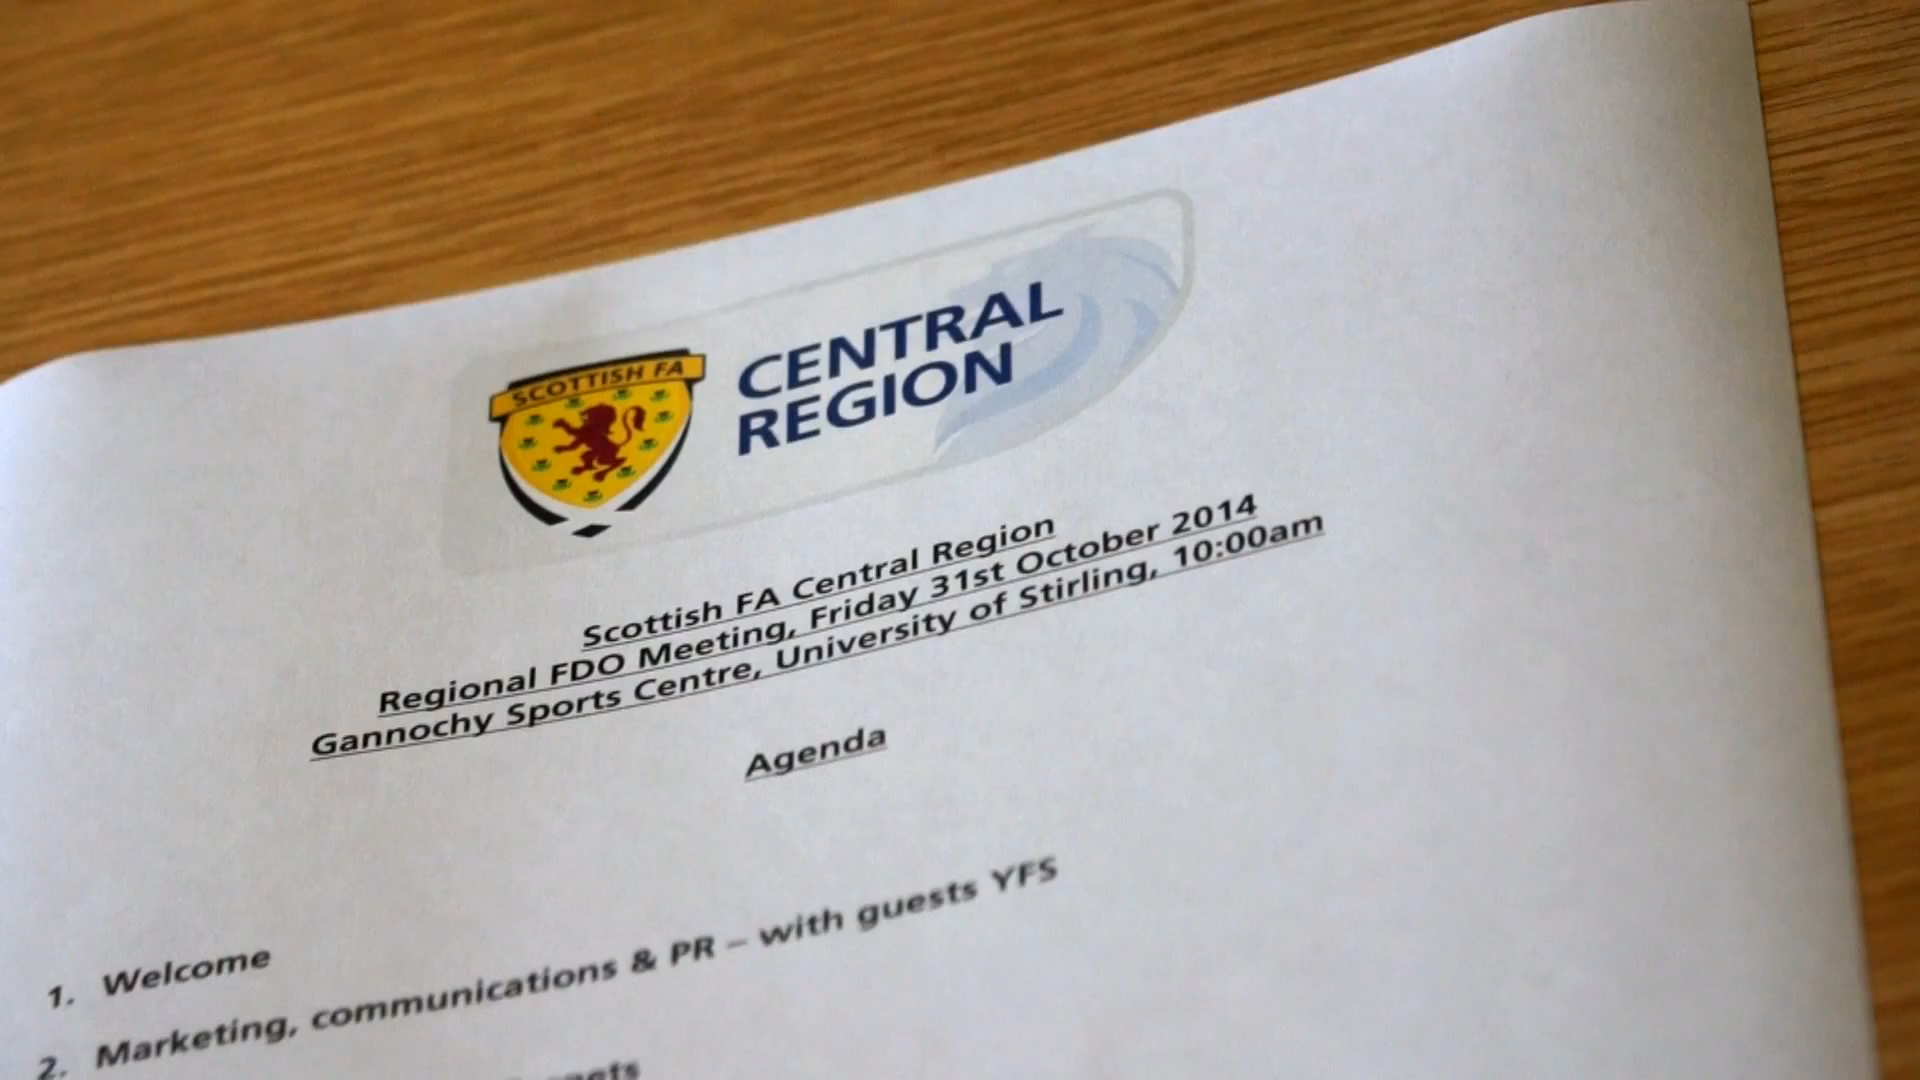 SCOTTISH FA
CENTRAL
REGION
Scottish FA Central Region
Regional FDO Meeting, Friday 31st October 2014
Gannochy Sports Centre, University of Stirling, 10:00am
Agenda
1. Welcome
2. Marketing, communications & PR – with guests YFS